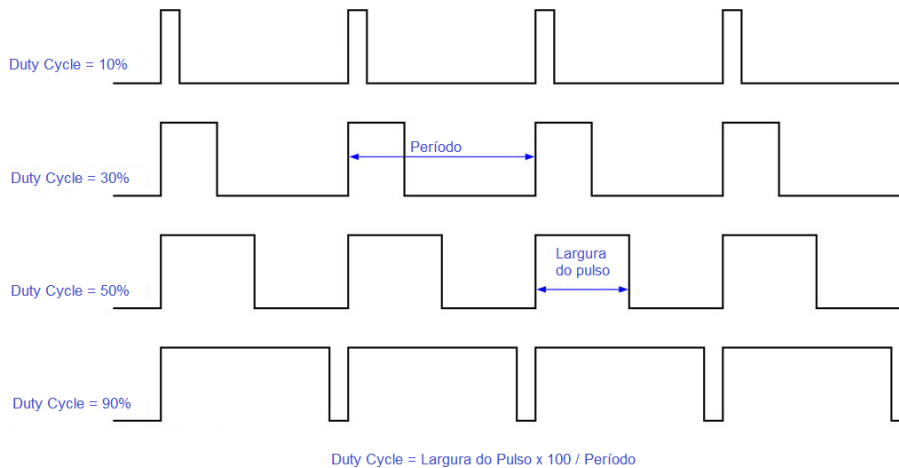 Duty Cycle = 10%
Período
Duty Cycle = 30%
Largura
do pulso
Duty Cycle = 50%
Duty Cycle = 90%
Duty Cycle = Largura do Pulso x 100 / Período